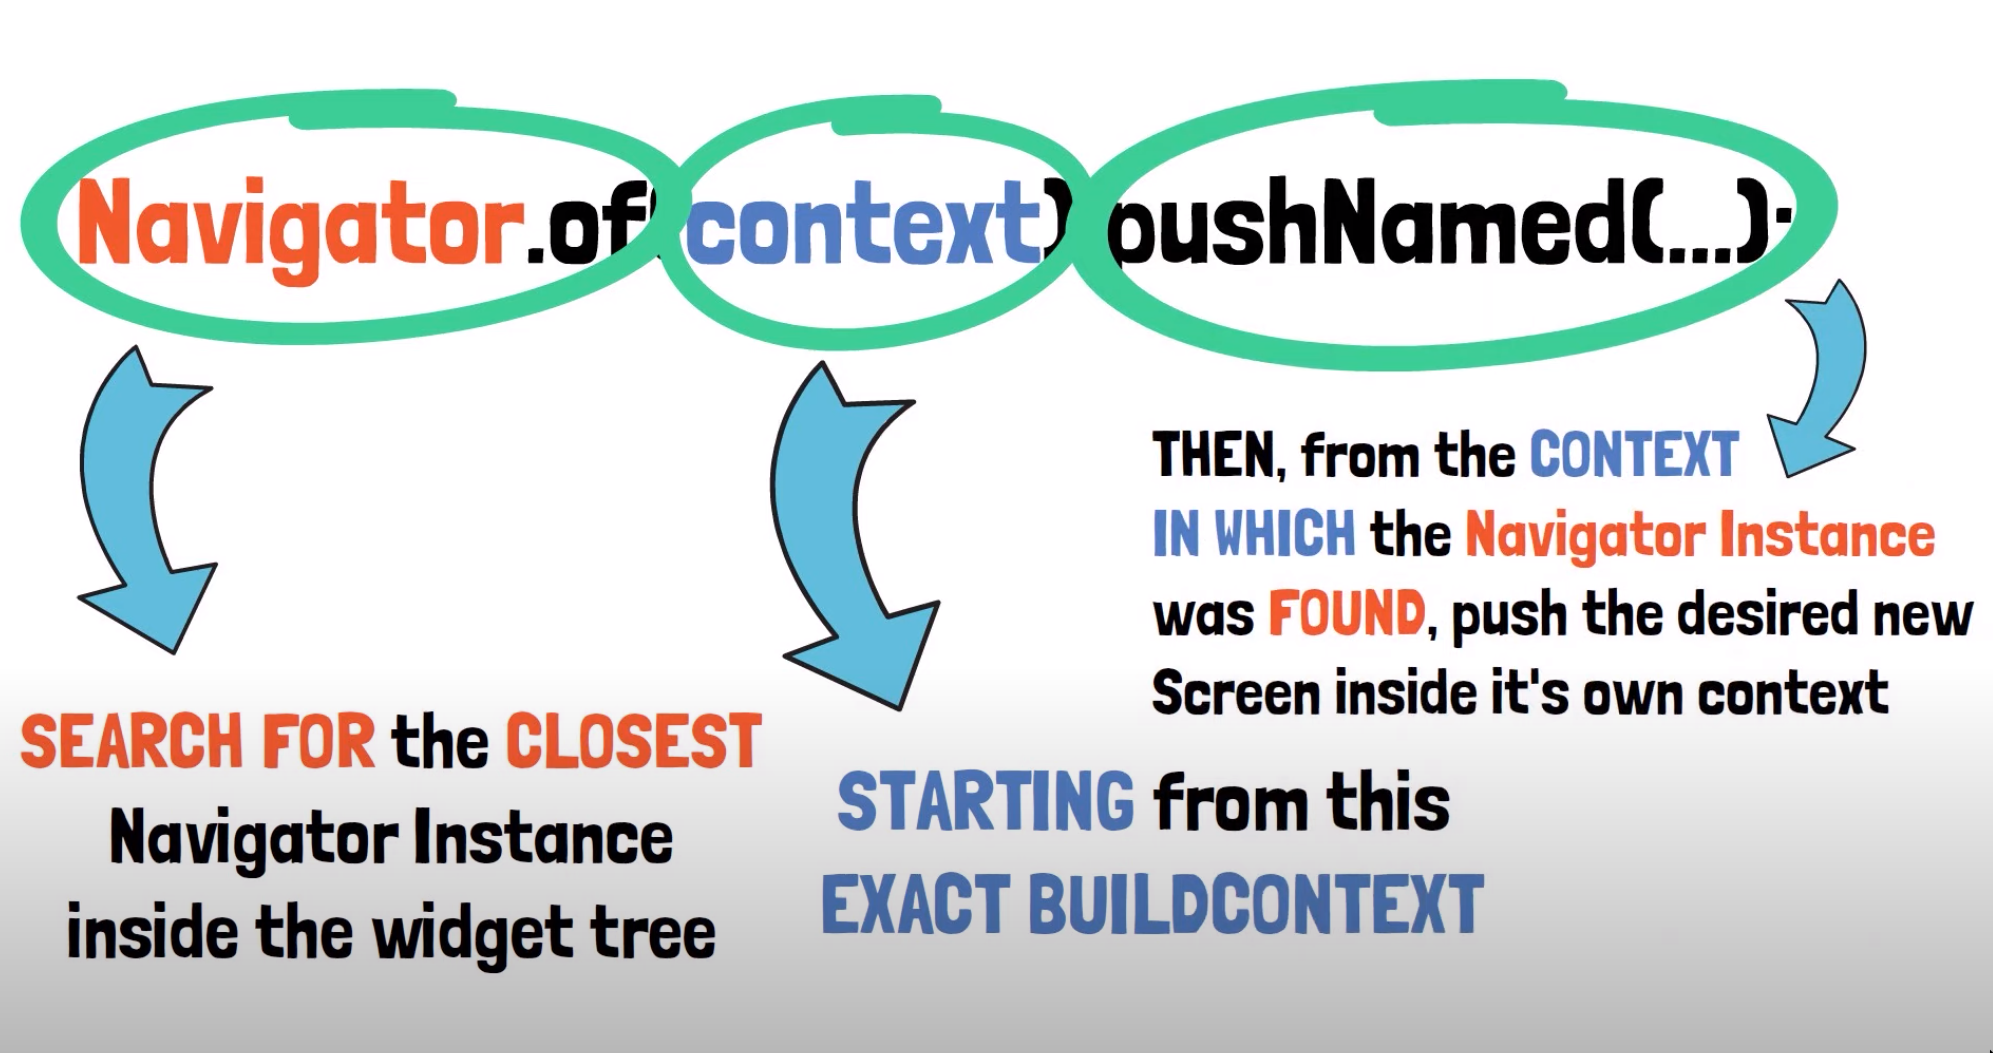 Navigator.of(context).pushNamed(...);
THEN, from the CONTEXT
IN WHICH the Navigator Instance
was FOUND, push the desired new
Screen inside it's own context
SEARCH FOR the CLOSEST
Navigator Instance
inside the widget tree
STARTING from this
EXACT BUILDCONTEXT